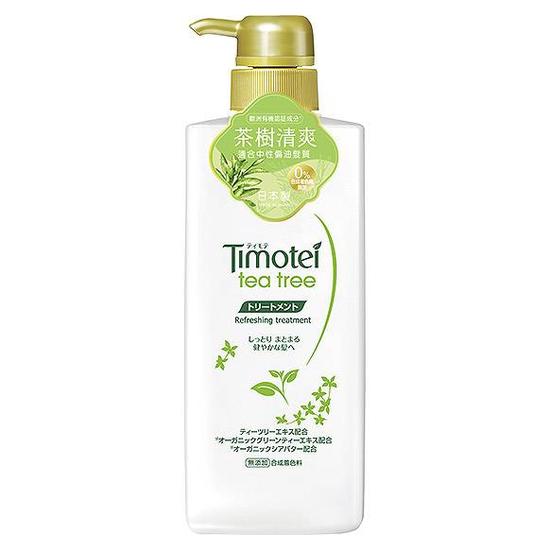 歐洲有機認証成分*
茶樹清爽
適合中性偏油髮質
0%
日本製
ティモテ
Timotei
tea tree
トリートメント
Refreshing treatment
しっとり まとまる
健やかな髪へ
ティーツリーエキス配合
*オーガニックグリーンティーエキス配合
*オーガニックシアバター配合
無添加 合成着色料